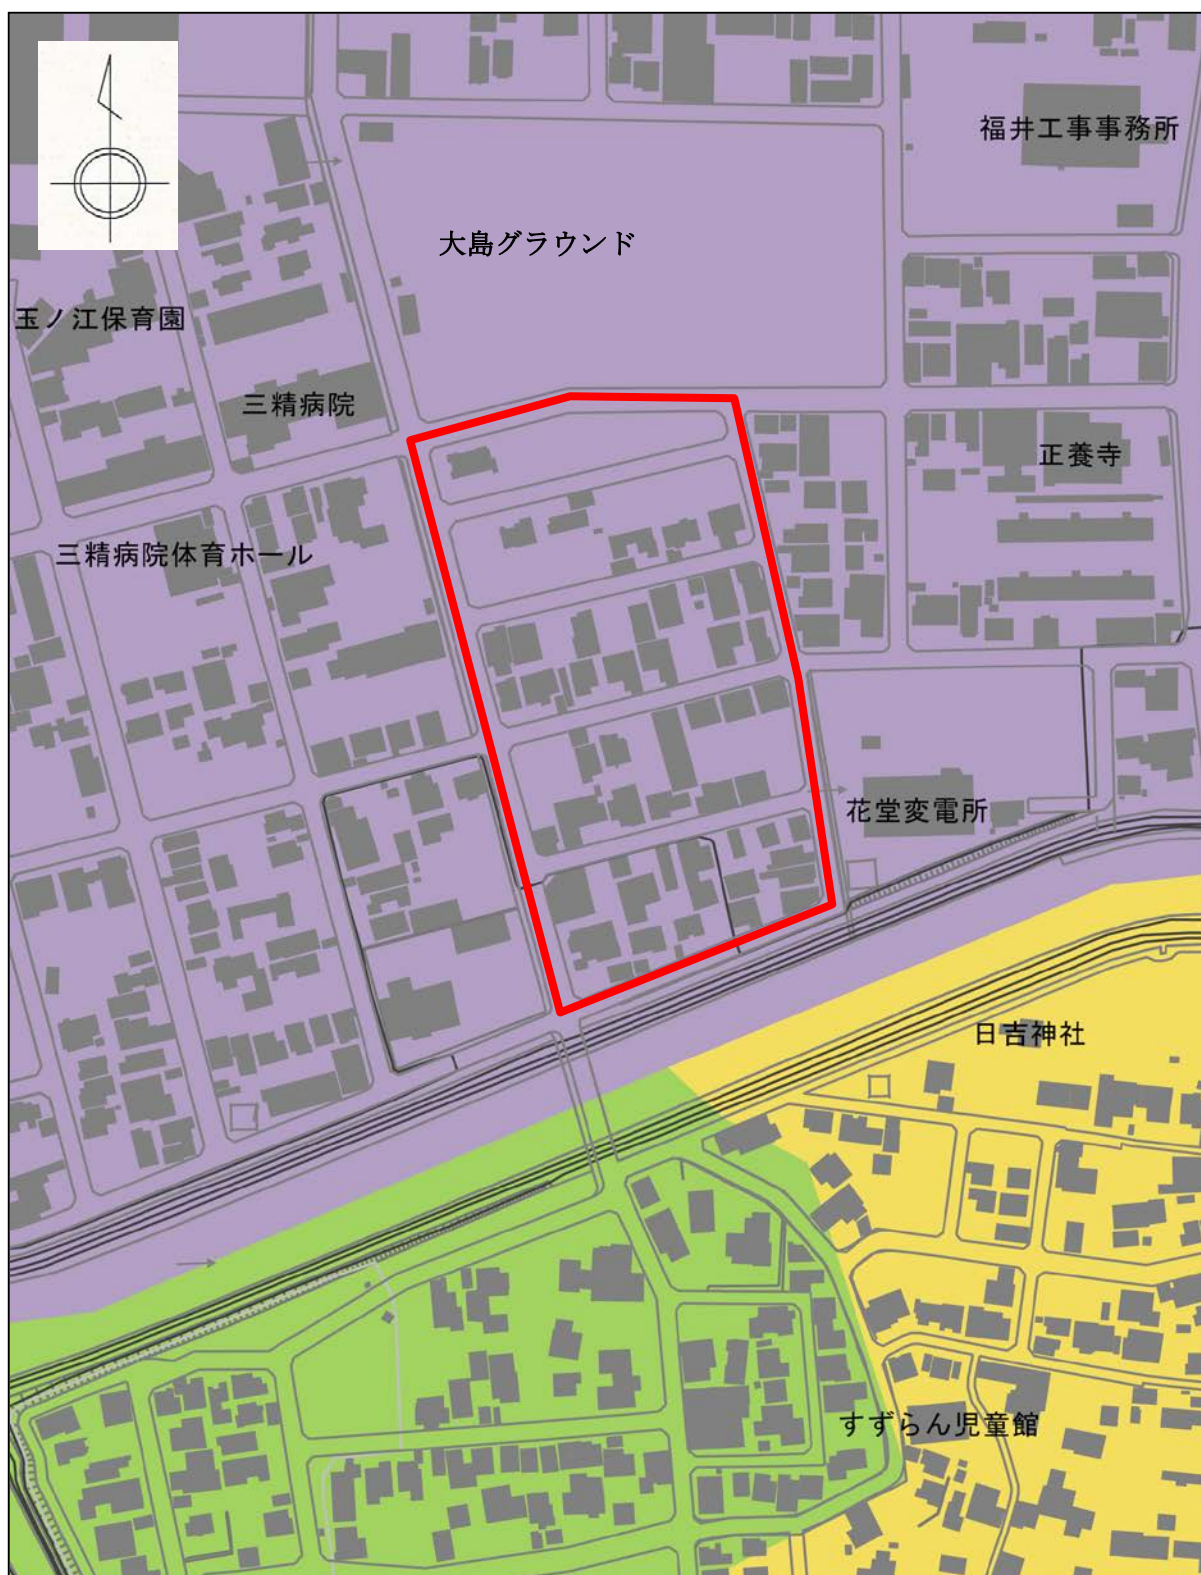 福井工事事務所
大島グラウンド
玉ノ江保育園
三精病院
正養寺
三精病院体育ホール
花堂変電所
日吉神社
すずらん児童館